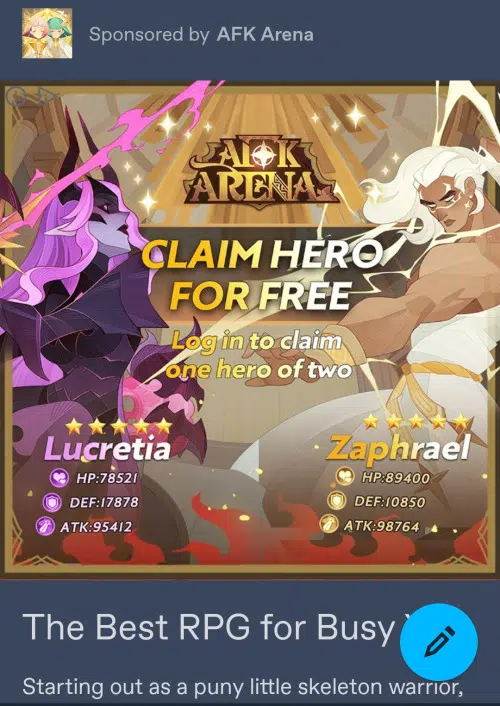 Sponsored by AFK Arena
AFK
ARENA
CLAIM HERO
FOR FREE
Log in to claim
one hero of two
Lucretia
HP:78521
DEF:17878
ATK:95412
Zaphrael
HP:89400
DEF:10850
ATK:98764
The Best RPG for Busy
Starting out as a puny little skeleton warrior,